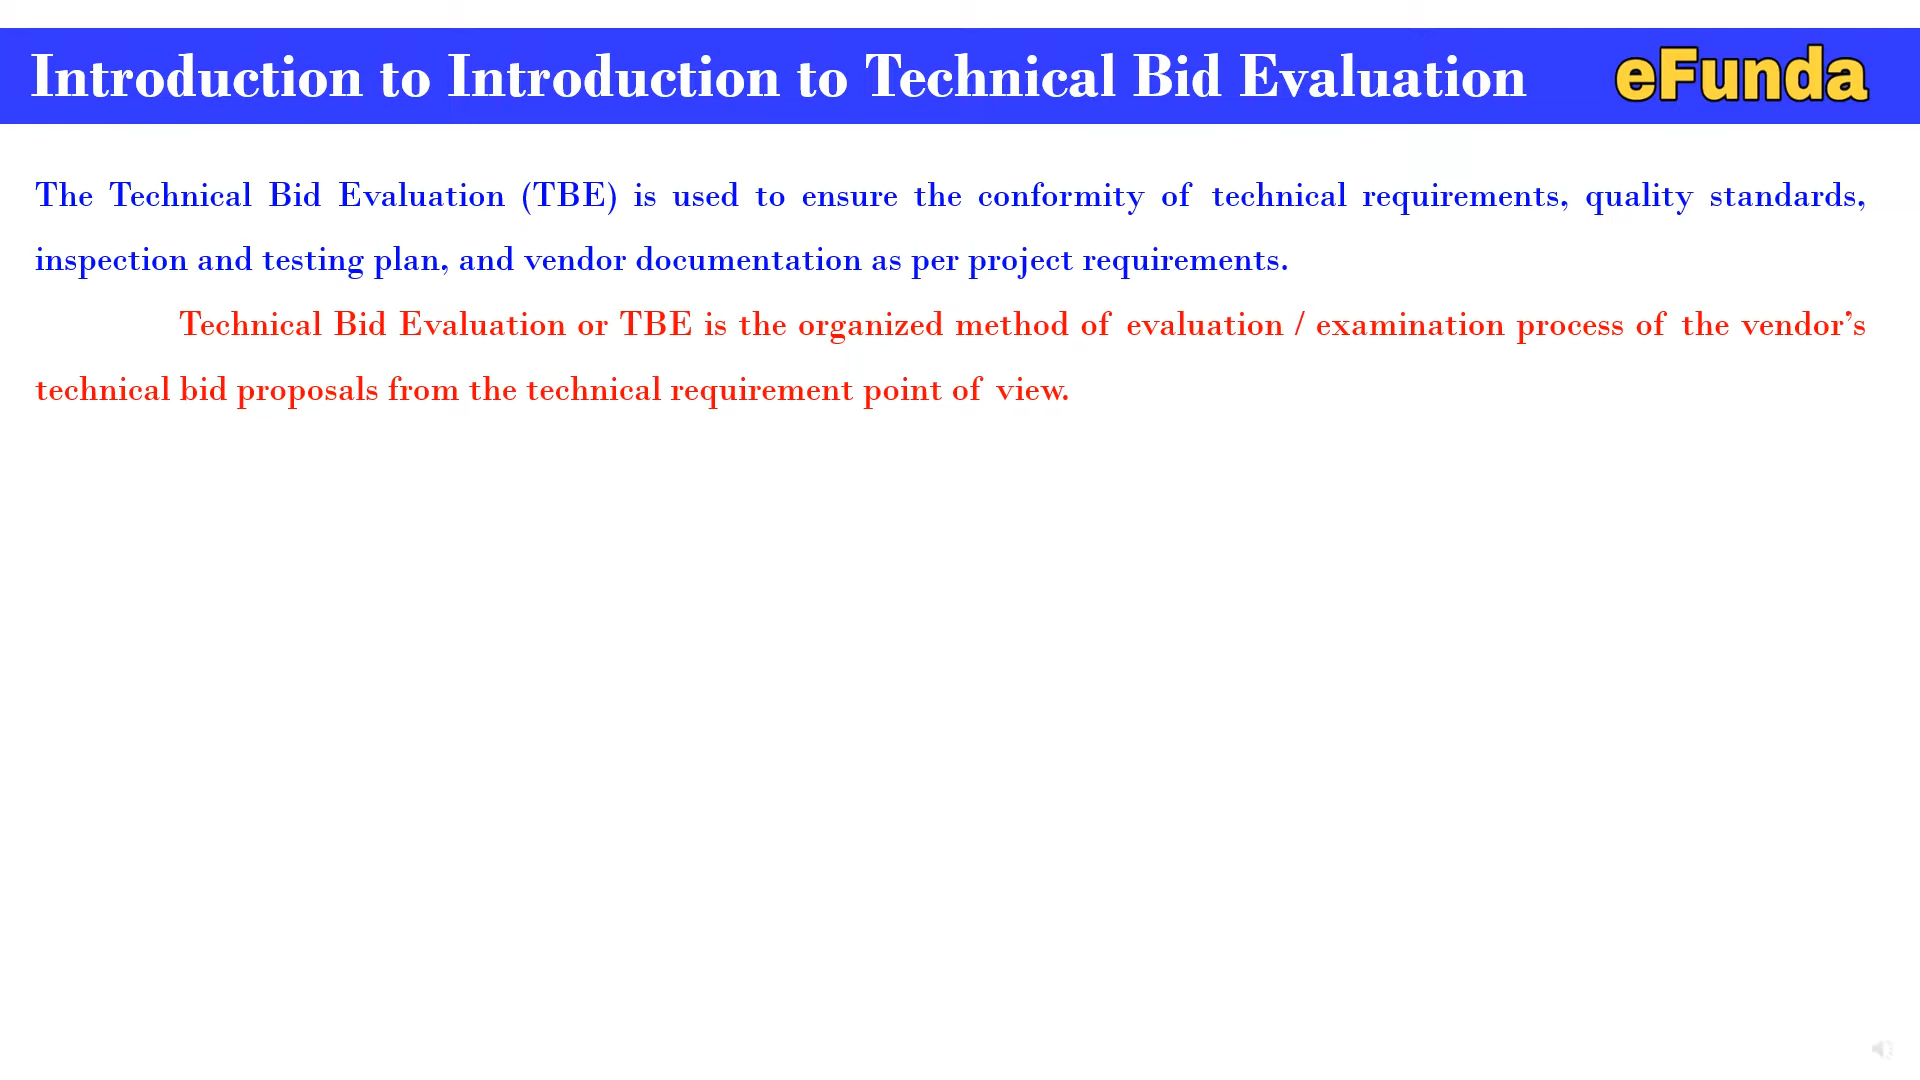 Introduction to Introduction to Technical Bid Evaluation
eFunda
The Technical Bid Evaluation (TBE) is used to ensure the conformity of technical requirements, quality standards,
inspection and testing plan, and vendor documentation as per project requirements.
Technical Bid Evaluation or TBE is the organized method of evaluation / examination process of the vendor’s
technical bid proposals from the technical requirement point of view.